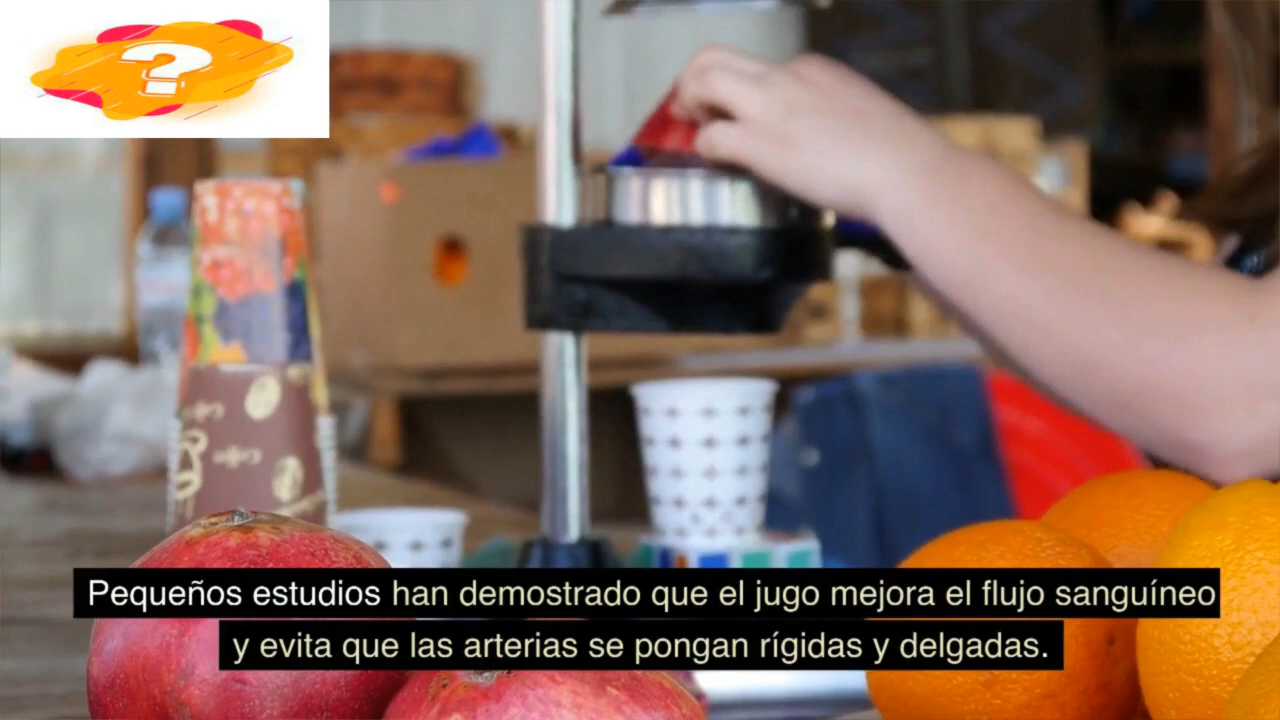 ?
Pequeños estudios han demostrado que el jugo mejora el flujo sanguíneo
y evita que las arterias se pongan rígidas y delgadas.